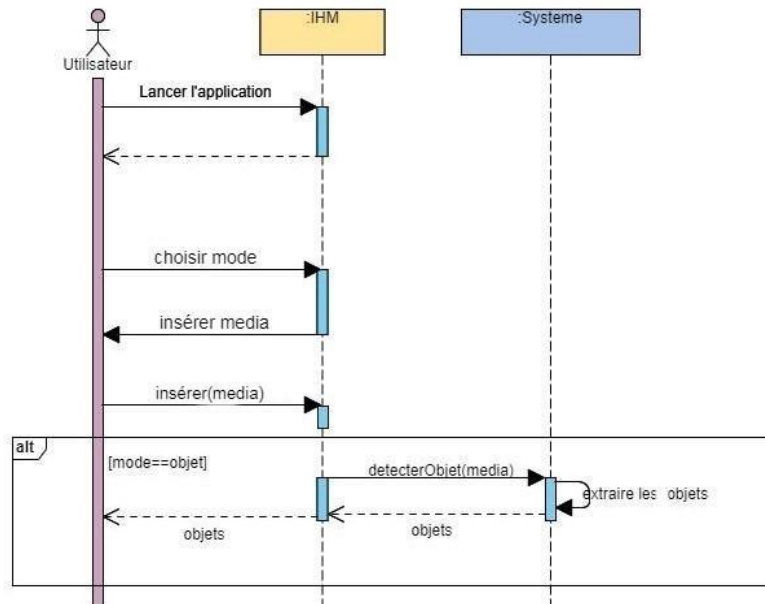 :IHM
:Systeme
Utilisateur
Lancer l'application
choisir mode
insérer media
insérer(media)
alt
[mode==objet]
detecterObjet(media)
extraire les objets
objets
objets